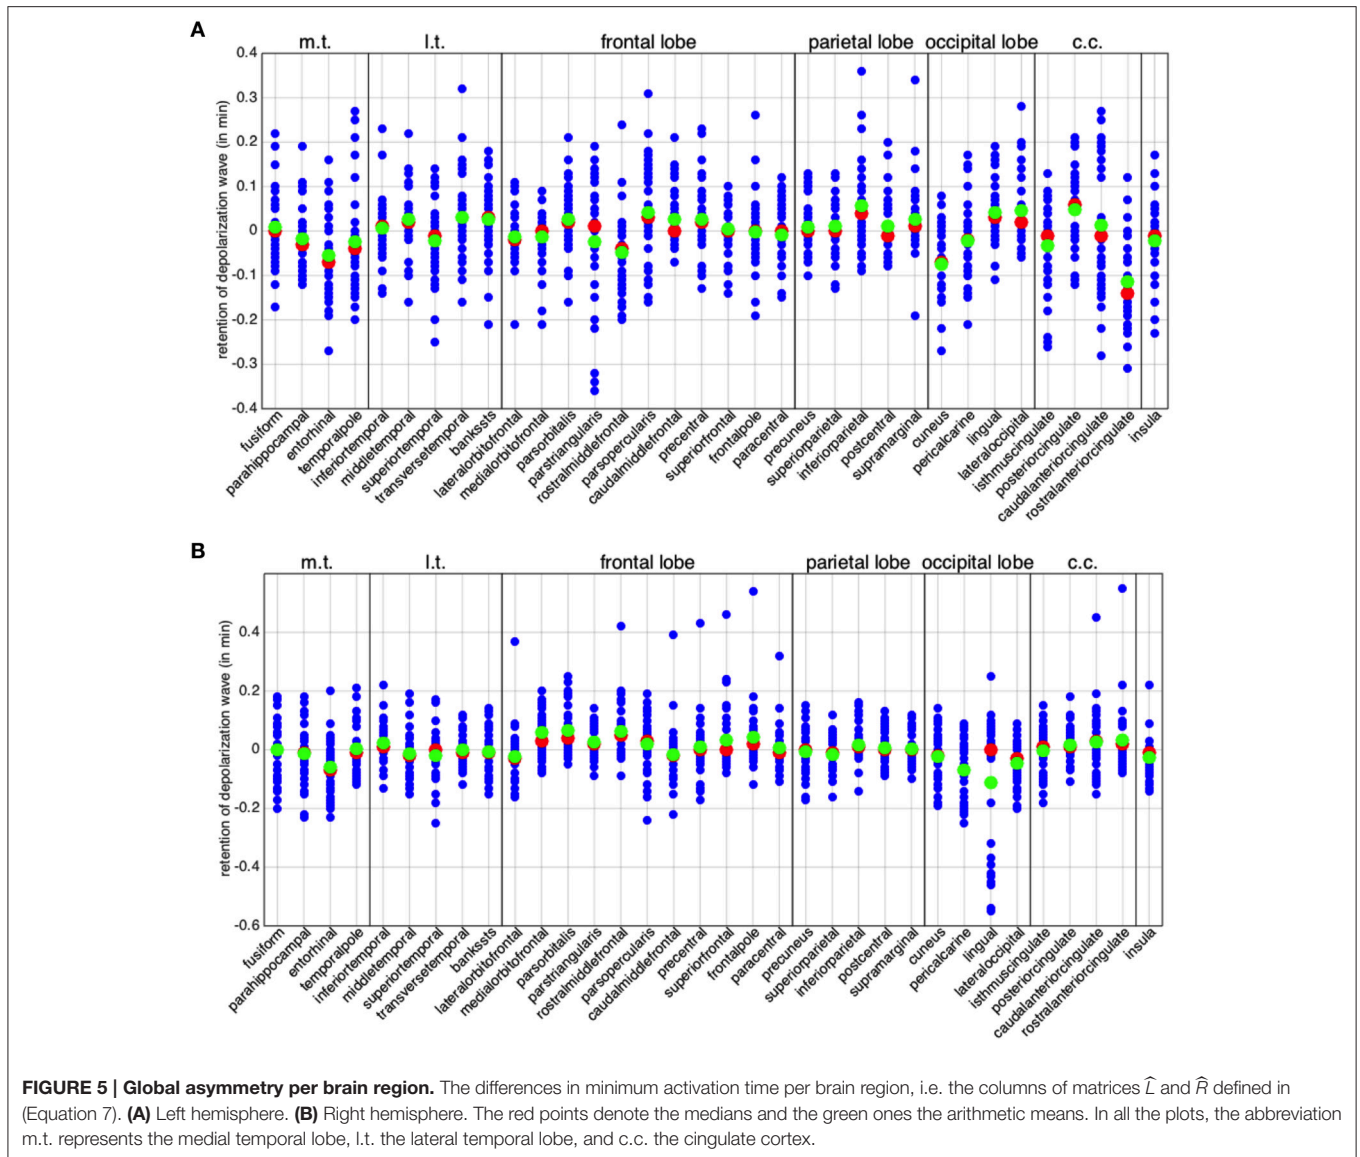 A
m.t. l.t. frontal lobe parietal lobe occipital lobe c.c.
0.4
0.3
0.2
0.1
0
-0.1
-0.2
-0.3
-0.4
retention of depolarization wave (in min)
fusiform
parahippocampal
entorhinal
temporalpole
inferiortemporal
middletemporal
superiortemporal
transversetemporal
bankssts
lateralorbitofrontal
medialorbitofrontal
parsorbitalis
parstriangularis
rostralmiddlefrontal
parsopercularis
caudalmiddlefrontal
precentral
superiorfrontal
frontalpole
paracentral
precuneus
superiorparietal
inferiorparietal
postcentral
supramarginal
cuneus
pericalcarine
lingual
lateraloccipital
isthmuscingulate
posteriorcingulate
caudalanteriorcingulate
rostralanteriorcingulate
insula
B
m.t. l.t. frontal lobe parietal lobe occipital lobe c.c.
0.4
0.2
0
-0.2
-0.4
-0.6
retention of depolarization wave (in min)
fusiform
parahippocampal
entorhinal
temporalpole
inferiortemporal
middletemporal
superiortemporal
transversetemporal
bankssts
lateralorbitofrontal
medialorbitofrontal
parsorbitalis
parstriangularis
rostralmiddlefrontal
parsopercularis
caudalmiddlefrontal
precentral
superiorfrontal
frontalpole
paracentral
precuneus
superiorparietal
inferiorparietal
postcentral
supramarginal
cuneus
pericalcarine
lingual
lateraloccipital
isthmuscingulate
posteriorcingulate
caudalanteriorcingulate
rostralanteriorcingulate
insula
FIGURE 5 | Global asymmetry per brain region. The differences in minimum activation time per brain region, i.e. the columns of matrices L̂ and R̂ defined in
(Equation 7). (A) Left hemisphere. (B) Right hemisphere. The red points denote the medians and the green ones the arithmetic means. In all the plots, the abbreviation
m.t. represents the medial temporal lobe, l.t. the lateral temporal lobe, and c.c. the cingulate cortex.